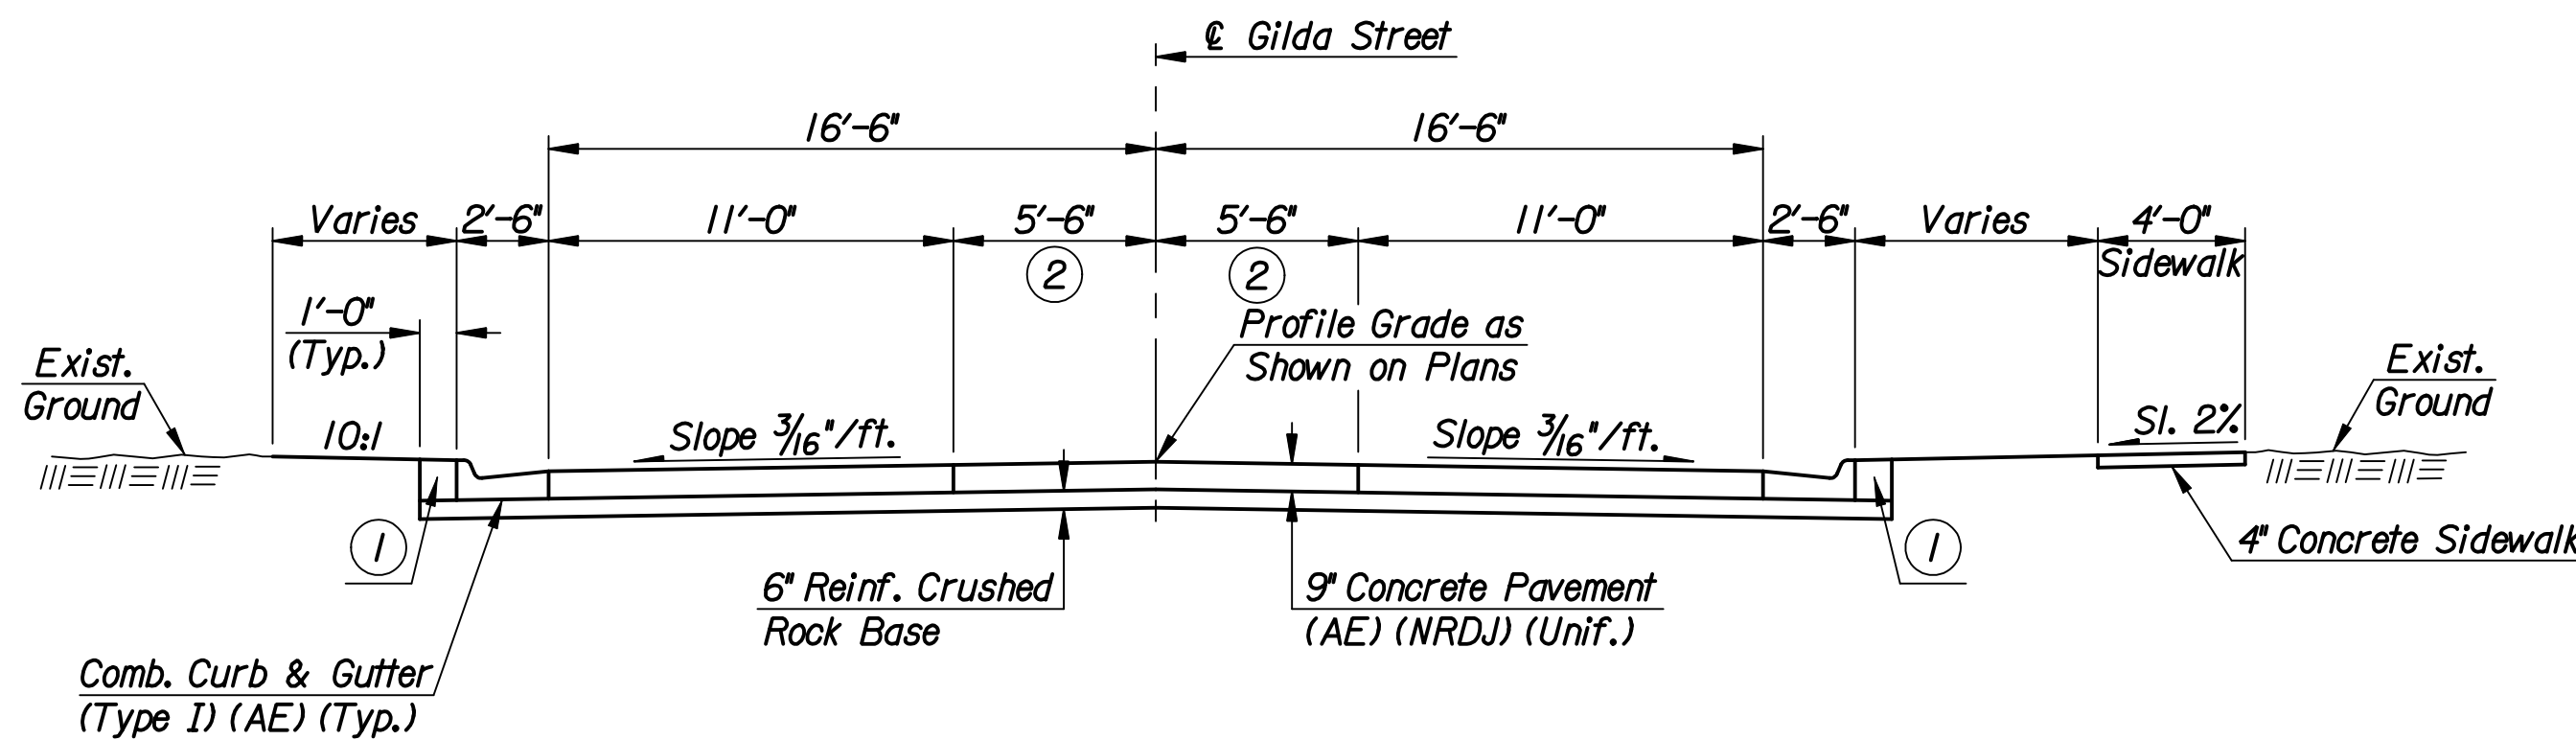 ℄ Gilda Street
16'-6" 16'-6"
Varies 2'-6" 11'-0" 5'-6" 5'-6" 11'-0" 2'-6" Varies 4'-0"
2 2 Sidewalk
1'-0"
(Typ.)
Profile Grade as
Shown on Plans
Exist.
Ground
Exist.
Ground
10:1 Slope 3/16"/ft. Slope 3/16"/ft. Sl. 2%
1 1
4" Concrete Sidewalk
6" Reinf. Crushed
Rock Base
9" Concrete Pavement
(AE) (NRDJ) (Unif.)
Comb. Curb & Gutter
(Type I) (AE) (Typ.)